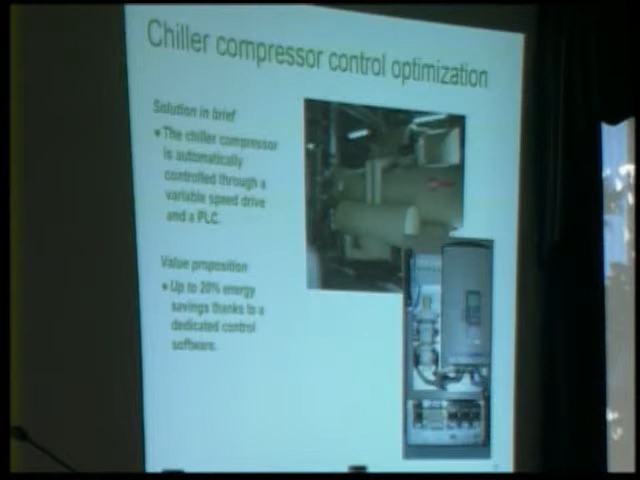 Chiller compressor control optimization
Solution in brief
• The chiller compressor
is automatically
controlled through a
variable speed drive
and a PLC.
Value proposition
• Up to 20% energy
savings thanks to a
dedicated control
software.